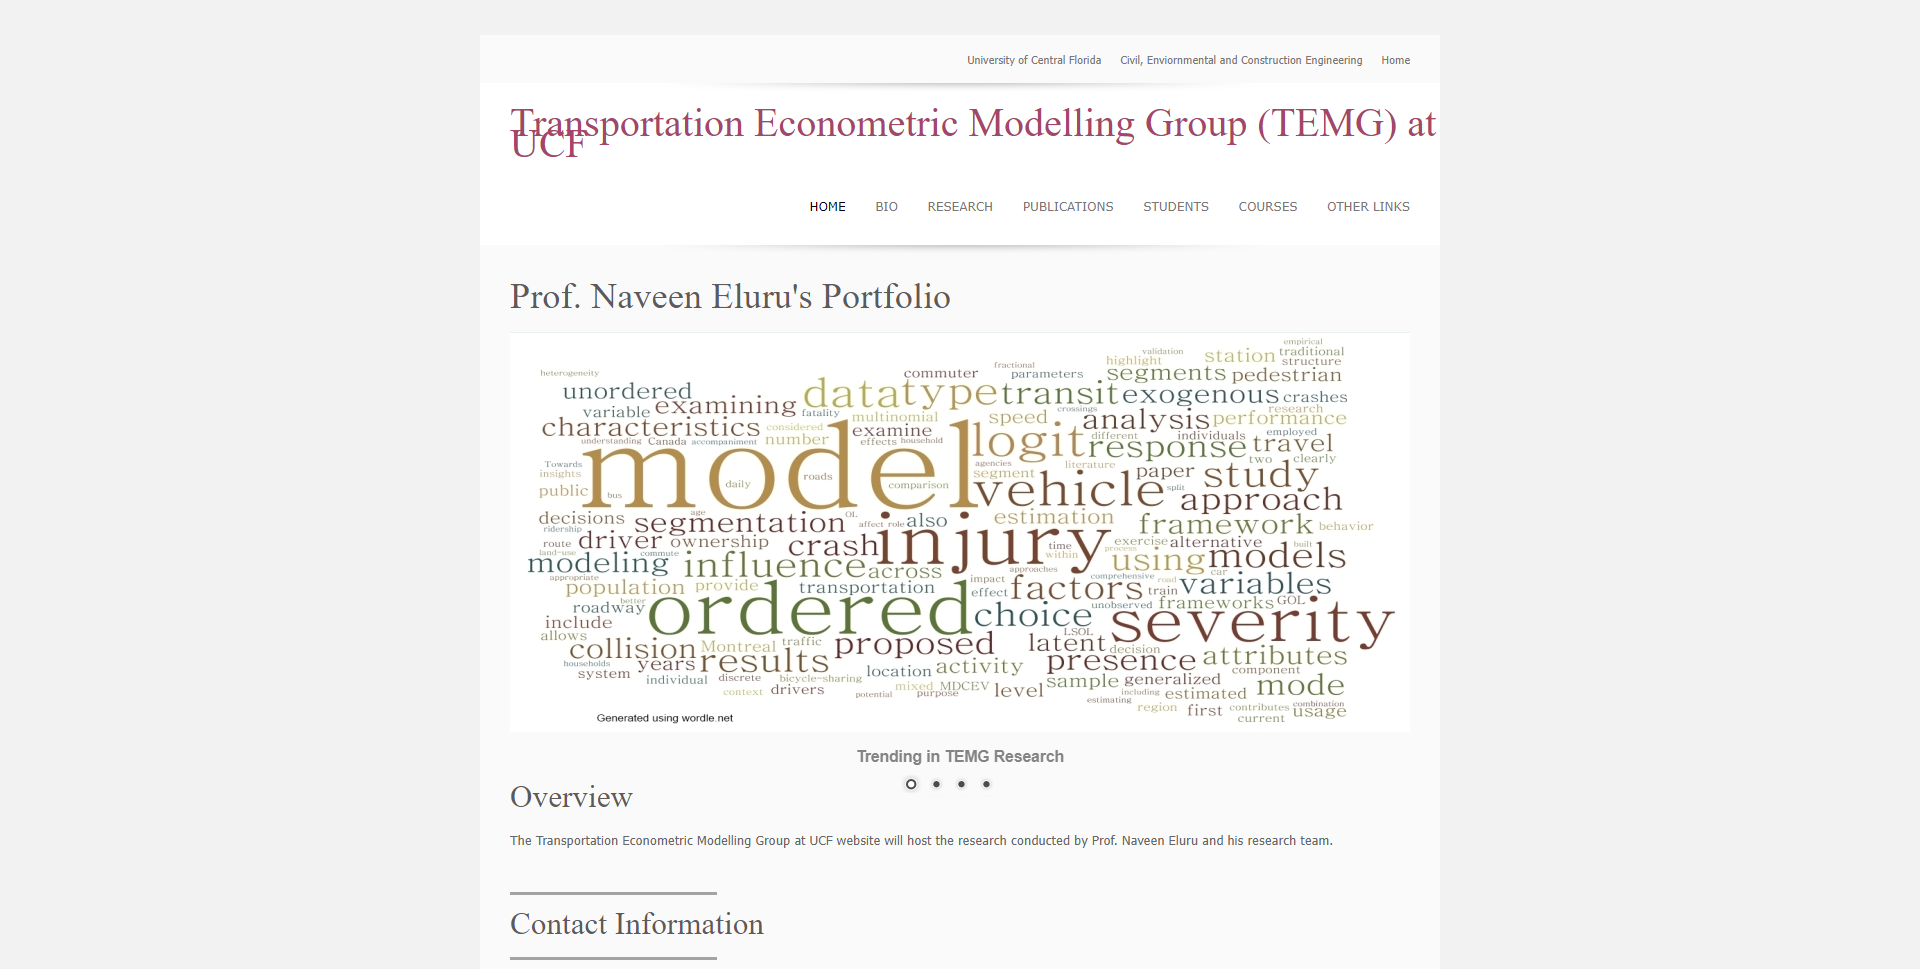 University of Central Florida Civil, Enviornmental and Construction Engineering Home
Transportation Econometric Modelling Group (TEMG) at
UCF
HOME BIO RESEARCH PUBLICATIONS STUDENTS COURSES OTHER LINKS
Prof. Naveen Eluru's Portfolio
empirical
heterogeneity commuter fractional validation highlight station traditional structure
unordered parameters segments pedestrian
variable examining data type transit exogenous crashes
characteristics fatality multinomial speed crossings analysis research performance
understanding Canada accompaniment considered number examine effects household logit different individuals employed
response travel
Towards model agencies literature two clearly
insights daily roads segment paper study
public bus comparison vehicle split approach
decisions age OL also estimation framework behavior
ridership segmentation affect role injury
route driver ownership crash time exercise alternative built
land-use commute within process models
modeling influence across approaches using car
appropriate population provide transportation impact factors comprehensive road variables
better effect train
roadway ordered choice unobserved frameworks GOL
include severity
allows collision Montreal traffic proposed latent LSOL decision
households years results location activity presence attributes
system individual discrete bicycle-sharing component
context drivers potential mixed MDCEV purpose level sample generalized mode
estimating including estimated combination
region first contributes usage
current
Generated using wordle.net
Trending in TEMG Research
Overview
The Transportation Econometric Modelling Group at UCF website will host the research conducted by Prof. Naveen Eluru and his research team.
Contact Information